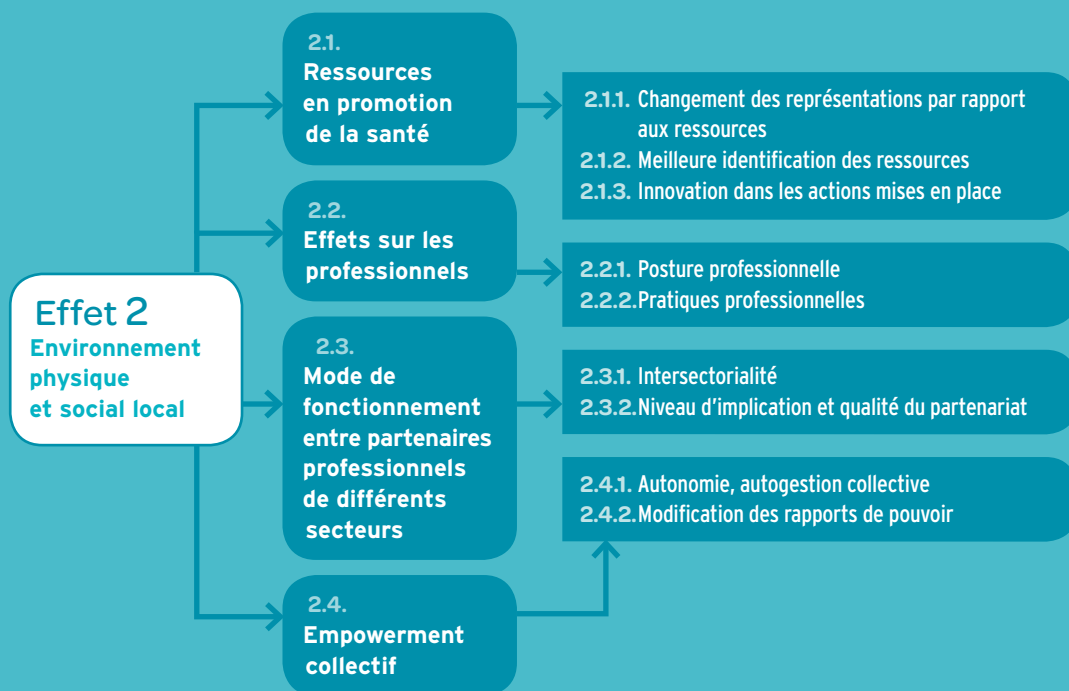 Effet 2
Environnement
physique
et social local
2.1.
Ressources
en promotion
de la santé
2.1.1. Changement des représentations par rapport
aux ressources
2.1.2. Meilleure identification des ressources
2.1.3. Innovation dans les actions mises en place
2.2.
Effets sur les
professionnels
2.2.1. Posture professionnelle
2.2.2. Pratiques professionnelles
2.3.
Mode de
fonctionnement
entre partenaires
professionnels
de différents
secteurs
2.3.1. Intersectorialité
2.3.2. Niveau d’implication et qualité du partenariat
2.4.
Empowerment
collectif
2.4.1. Autonomie, autogestion collective
2.4.2. Modification des rapports de pouvoir